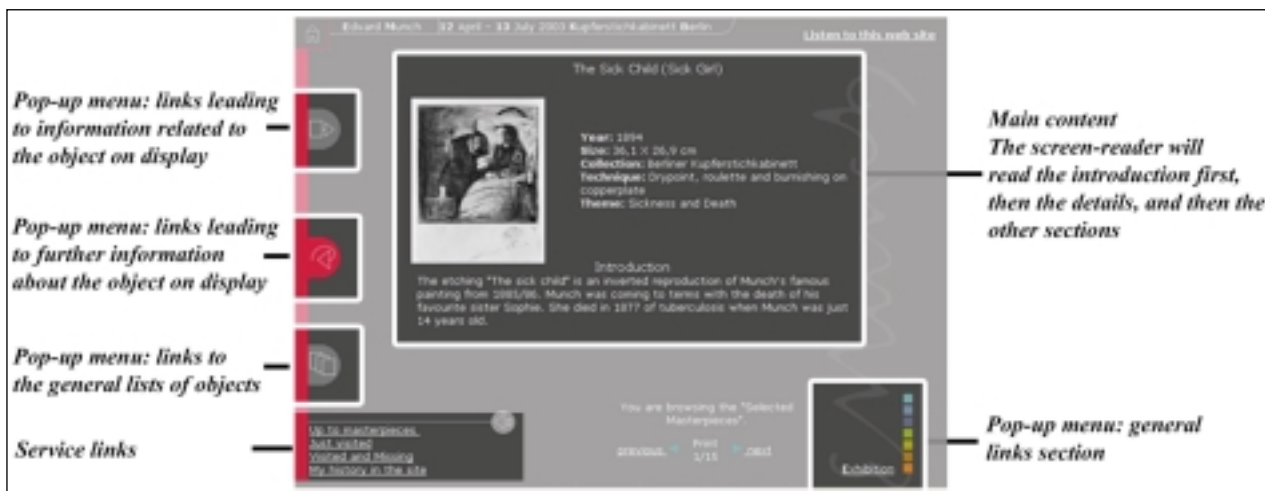 Edvard Munch 12 April - 13 July 2003 Kupferstichkabinett Berlin
Listen to this web site
Pop-up menu: links leading
to information related to
the object on display
Pop-up menu: links leading
to further information
about the object on display
Pop-up menu: links to
the general lists of objects
Service links
The Sick Child (Sick Girl)
Year: 1894
Size: 36,1 X 26,9 cm
Collection: Berliner Kupferstichkabinett
Technique: Drypoint, roulette and burnishing on
copperplate
Theme: Sickness and Death
Introduction
The etching "The sick child" is an inverted reproduction of Munch's famous
painting from 1885/86. Munch was coming to terms with the death of his
favourite sister Sophie. She died in 1877 of tuberculosis when Munch was just
14 years old.
Main content
The screen-reader will
read the introduction first,
then the details, and then the
other sections
Up to masterpieces
Just visited
Visited and Missing
My history in the site
You are browsing the "Selected
Masterpieces".
previous Print next
1/15
Exhibition
Pop-up menu: general
links section